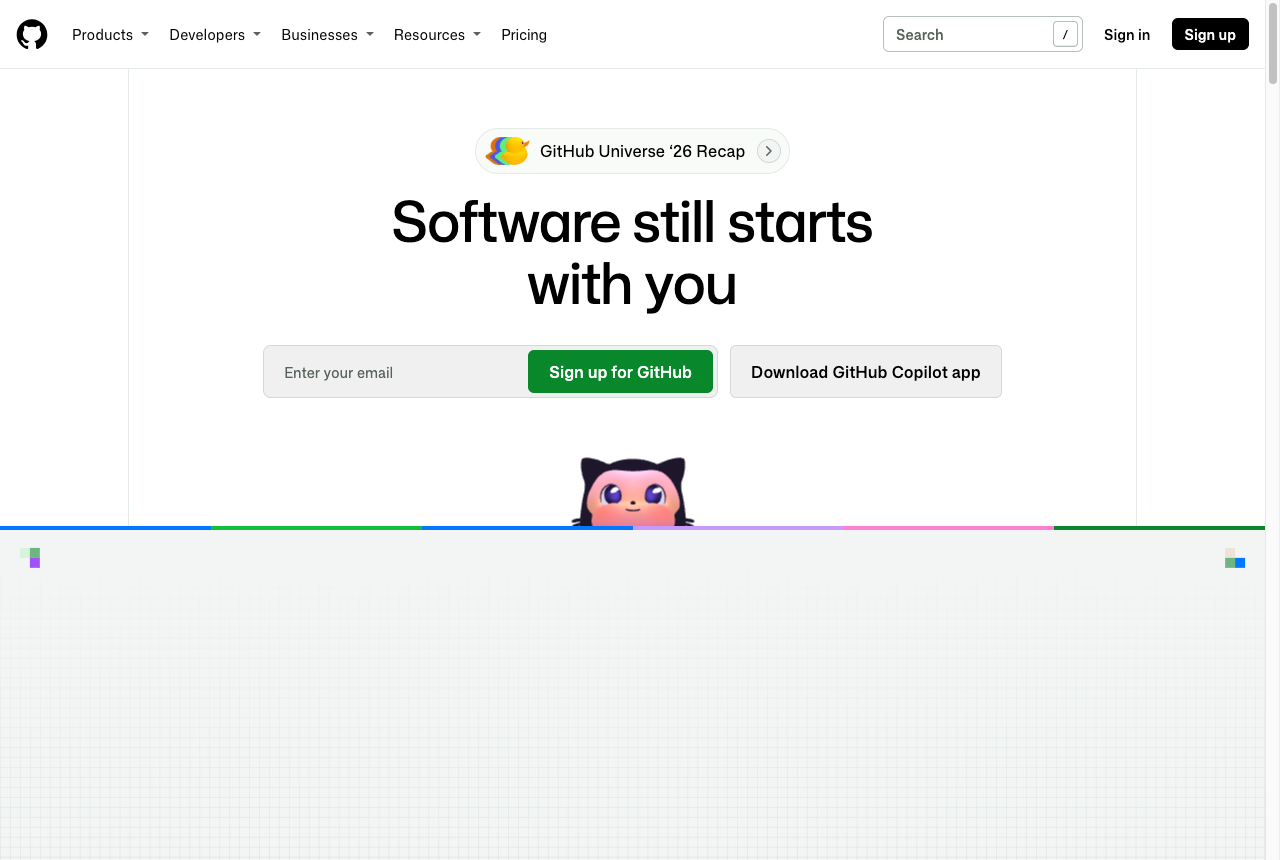 Products
Developers
Businesses
Resources
Pricing
Search
/
Sign in
Sign up
GitHub Universe ‘26 Recap
Software still starts
with you
Enter your email
Sign up for GitHub
Download GitHub Copilot app